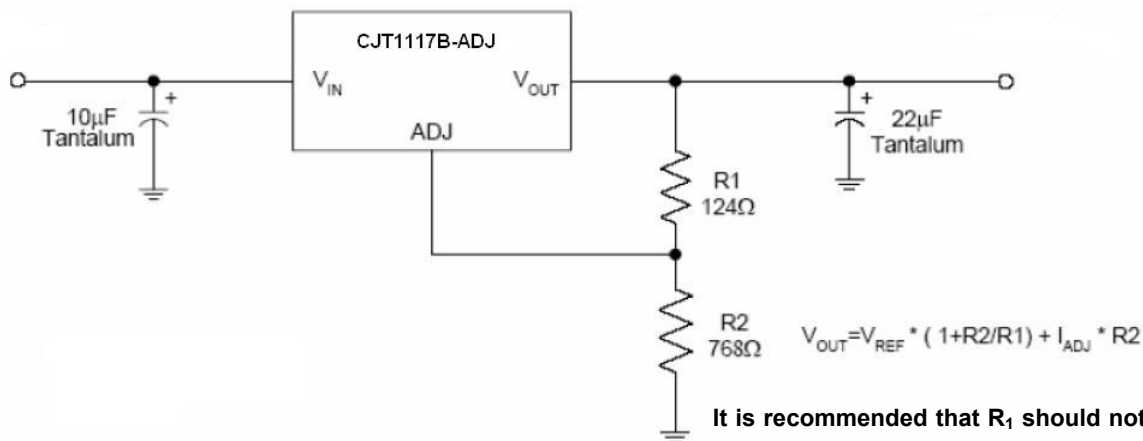 CJT1117B-ADJ
V_IN
V_OUT
ADJ
10µF
Tantalum
+
R1
124Ω
+
22µF
Tantalum
R2
768Ω
V_OUT=V_REF * ( 1+R2/R1) + I_ADJ * R2
It is recommended that R₁ should not